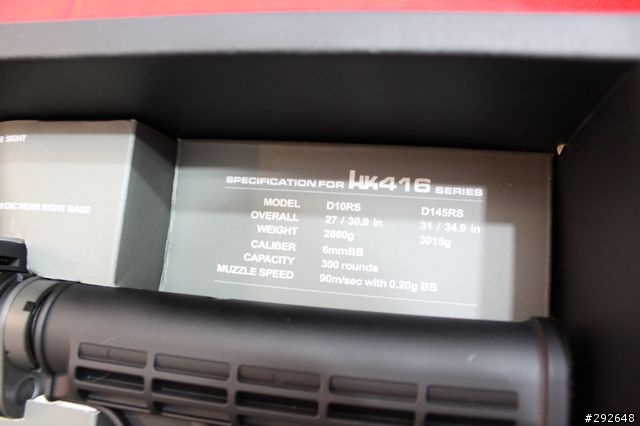 R SIGHT
CEC REAR SIGHT BASE
SPECIFICATION FOR HK416 SERIES
MODEL D10RS D145RS
OVERALL 27 / 30.9 in 31 / 34.9 in
WEIGHT 2860g 3015g
CALIBER 6mmBB
CAPACITY 300 rounds
MUZZLE SPEED 90m/sec with 0.20g BB
#292648